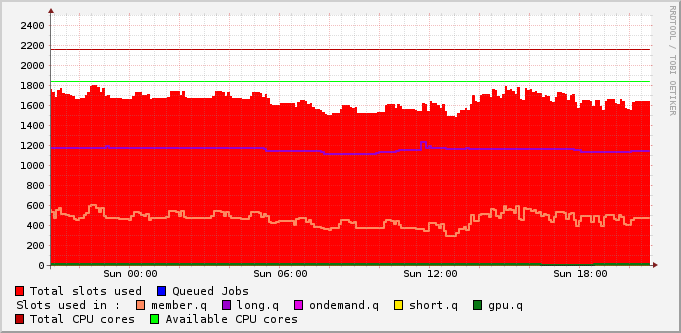 RRDTOOL / TOBI OETIKER
2400
2200
2000
1800
1600
1400
1200
1000
800
600
400
200
0
Sun 00:00 Sun 06:00 Sun 12:00 Sun 18:00
Total slots used Queued Jobs
Slots used in : member.q long.q ondemand.q short.q gpu.q
Total CPU cores Available CPU cores